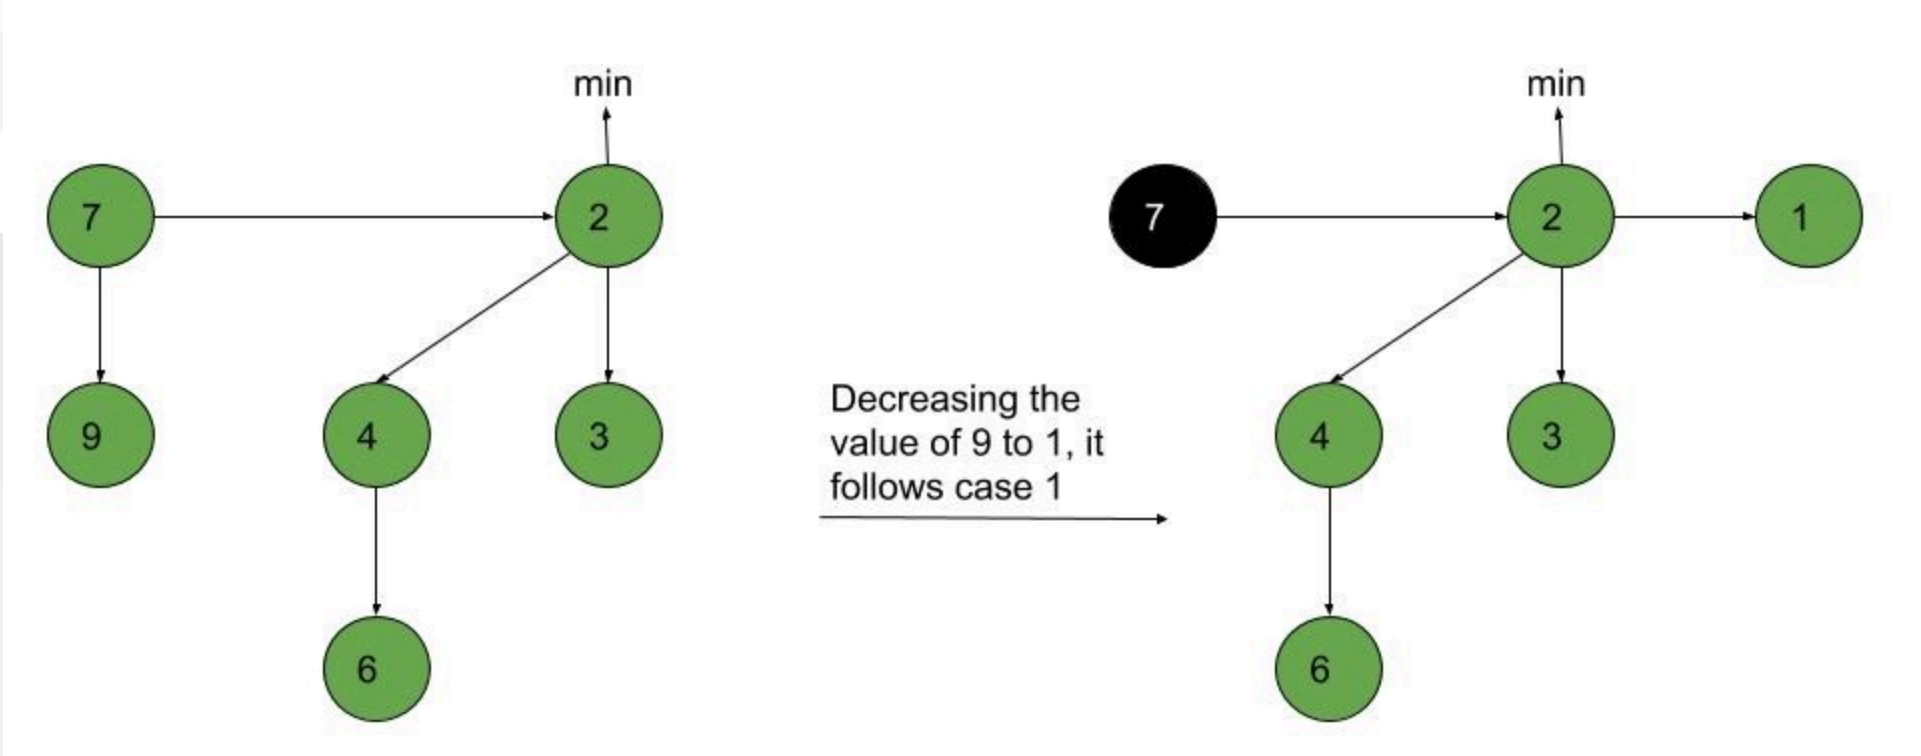 min
min
7
2
7
2
1
9
4
3
Decreasing the
value of 9 to 1, it
follows case 1
4
3
6
6